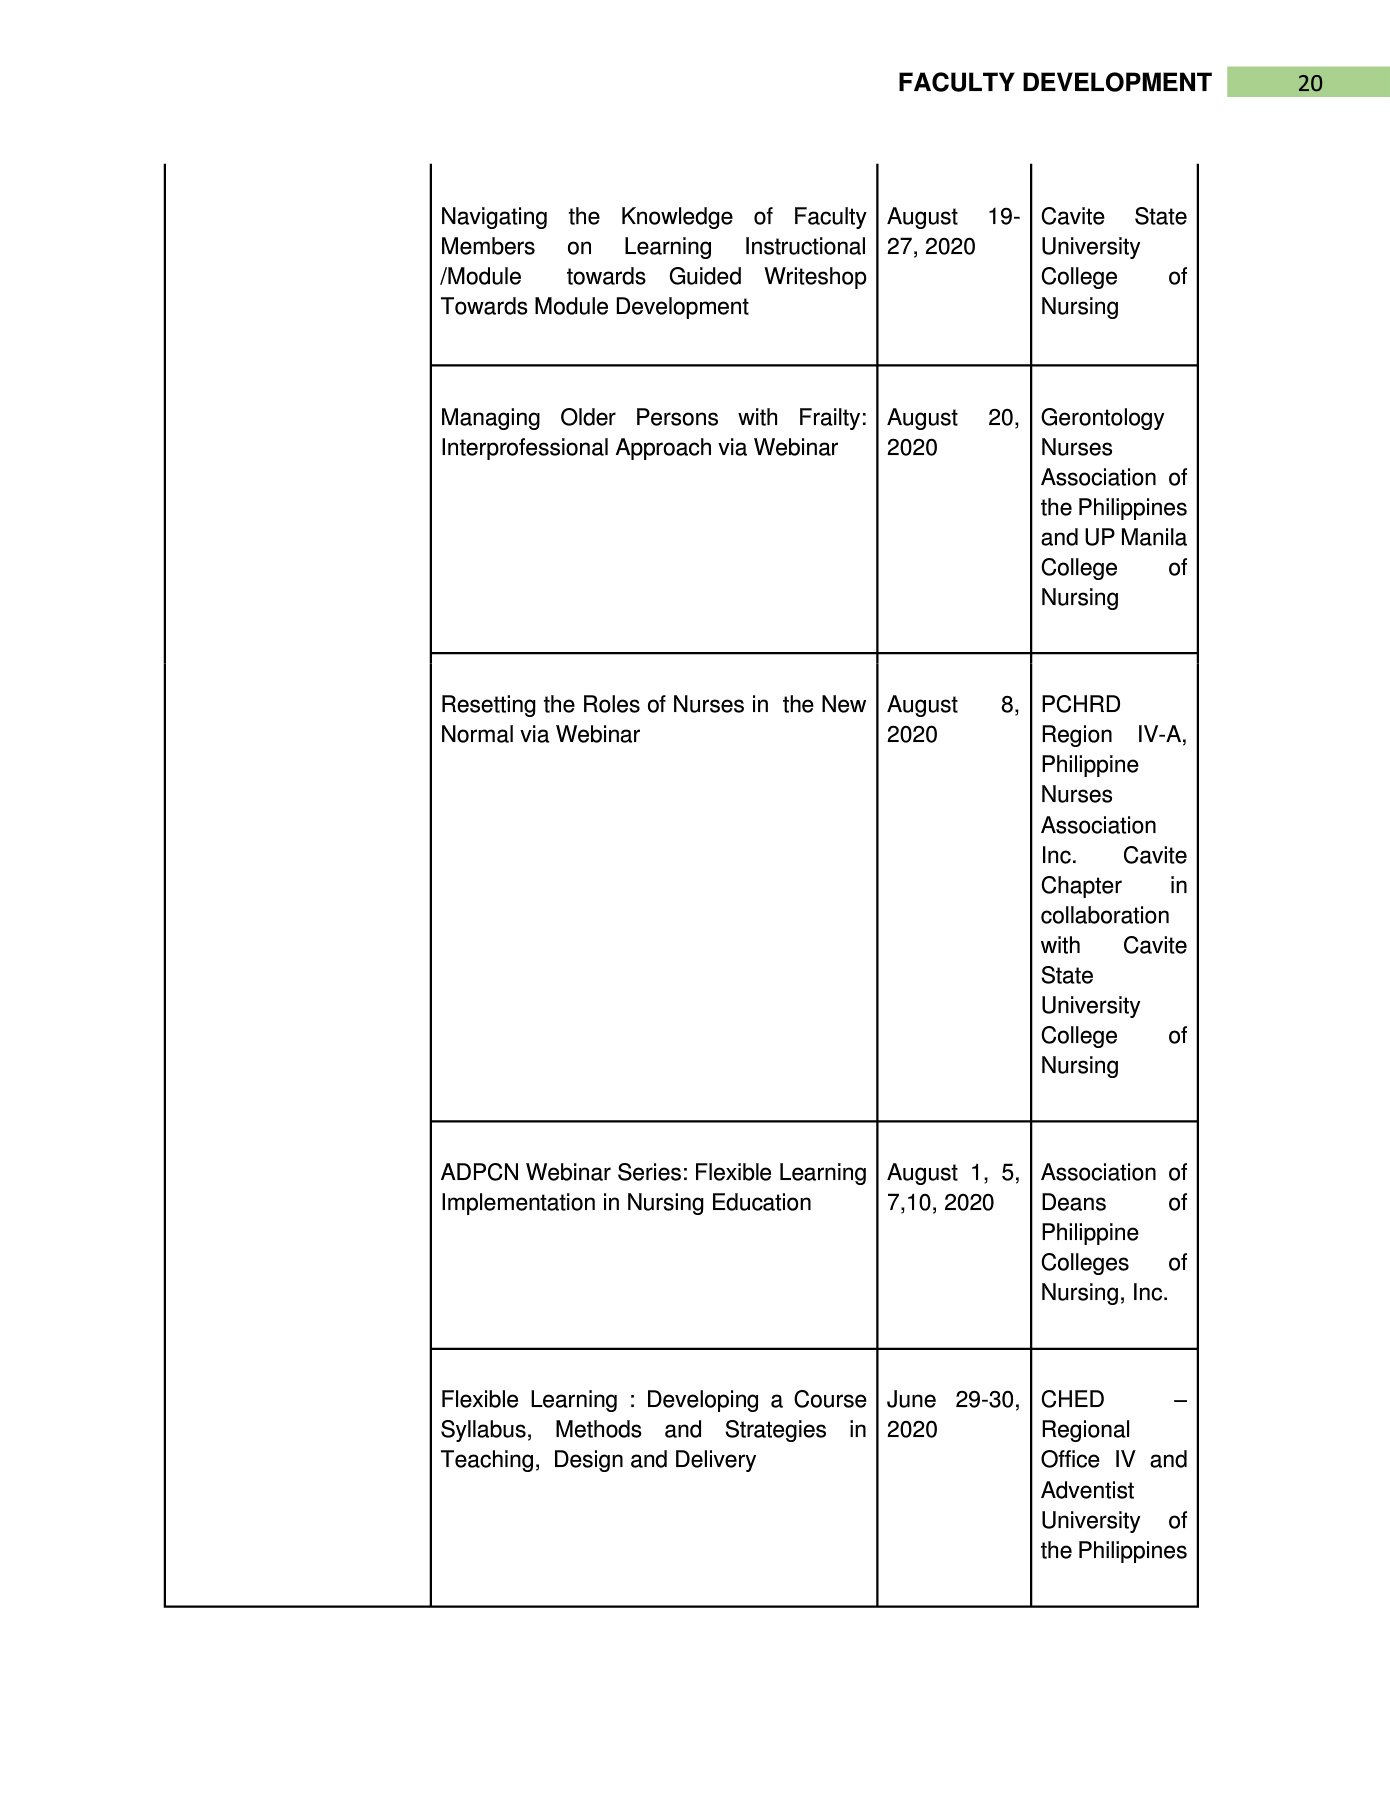 FACULTY DEVELOPMENT 20
Navigating the Knowledge of Faculty
Members on Learning Instructional
/Module towards Guided Writeshop
Towards Module Development
August 19-
27, 2020
Cavite State
University
College of
Nursing
Managing Older Persons with Frailty:
Interprofessional Approach via Webinar
August 20,
2020
Gerontology
Nurses
Association of
the Philippines
and UP Manila
College of
Nursing
Resetting the Roles of Nurses in the New
Normal via Webinar
August 8,
2020
PCHRD
Region IV-A,
Philippine
Nurses
Association
Inc. Cavite
Chapter in
collaboration
with Cavite
State
University
College of
Nursing
ADPCN Webinar Series: Flexible Learning
Implementation in Nursing Education
August 1, 5,
7,10, 2020
Association of
Deans of
Philippine
Colleges of
Nursing, Inc.
Flexible Learning : Developing a Course
Syllabus, Methods and Strategies in
Teaching, Design and Delivery
June 29-30,
2020
CHED –
Regional
Office IV and
Adventist
University of
the Philippines